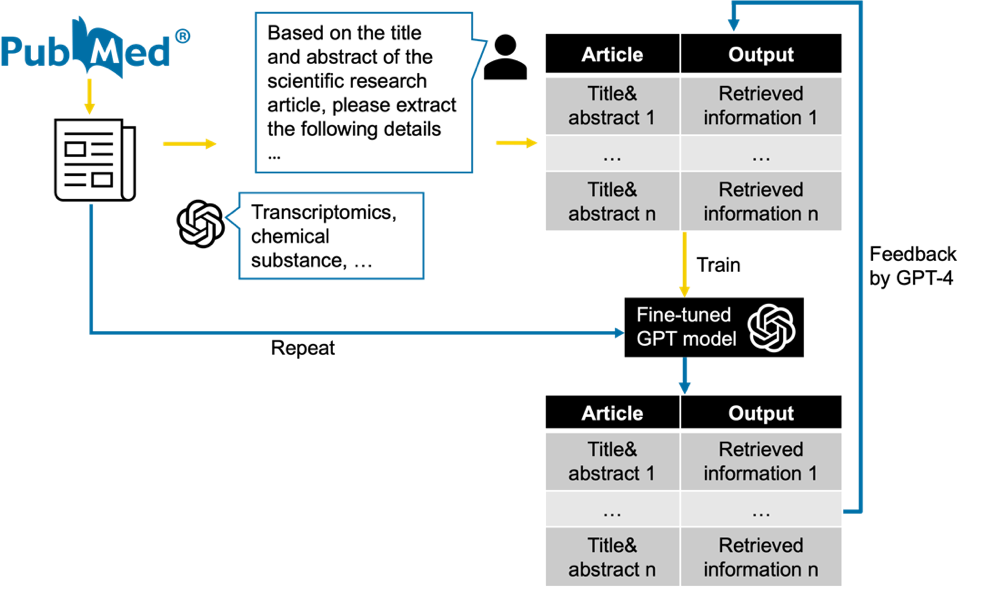 PubMed®
Based on the title
and abstract of the
scientific research
article, please extract
the following details
...
Transcriptomics,
chemical
substance, ...
Article Output
Title&
abstract 1
Retrieved
information 1
... ...
Title&
abstract n
Retrieved
information n
Train
Feedback
by GPT-4
Fine-tuned
GPT model
Repeat
Article Output
Title&
abstract 1
Retrieved
information 1
... ...
Title&
abstract n
Retrieved
information n